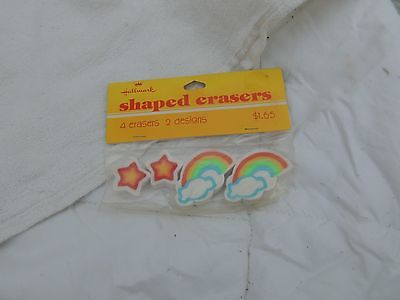 Hallmark
shaped erasers
4 erasers, 2 designs $1.65